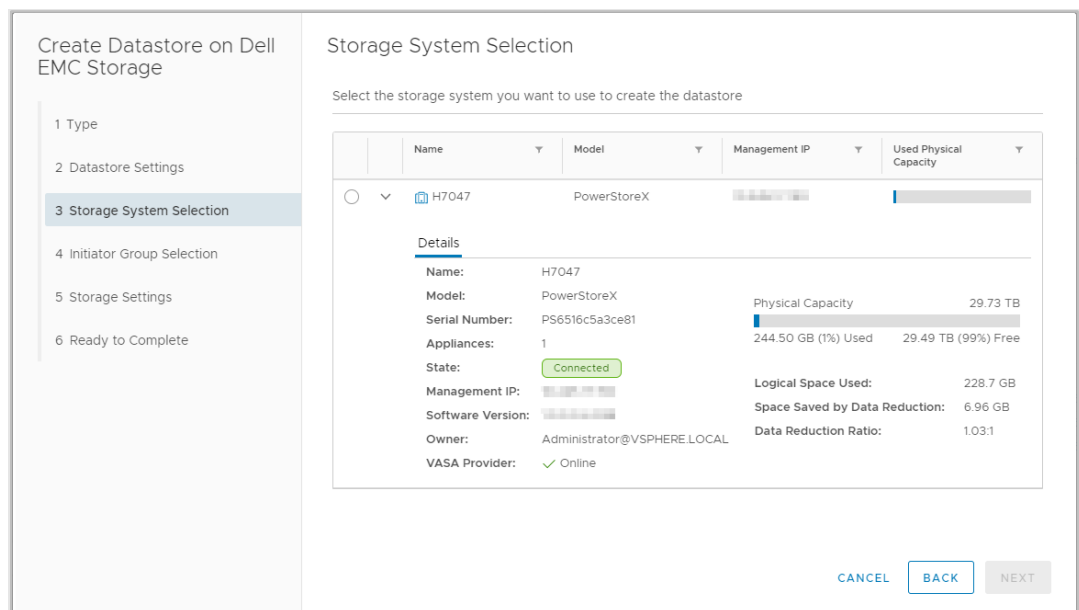 Create Datastore on Dell
EMC Storage
1 Type
2 Datastore Settings
3 Storage System Selection
4 Initiator Group Selection
5 Storage Settings
6 Ready to Complete
Storage System Selection
Select the storage system you want to use to create the datastore
Name Model Management IP Used Physical
Capacity
H7047 PowerStoreX
Details
Name: H7047
Model: PowerStoreX
Serial Number: PS6516c5a3ce81
Appliances: 1
State: Connected
Management IP:
Software Version:
Owner: Administrator@VSPHERE.LOCAL
VASA Provider: Online
Physical Capacity 29.73 TB
244.50 GB (1%) Used 29.49 TB (99%) Free
Logical Space Used: 228.7 GB
Space Saved by Data Reduction: 6.96 GB
Data Reduction Ratio: 1.03:1
CANCEL BACK NEXT